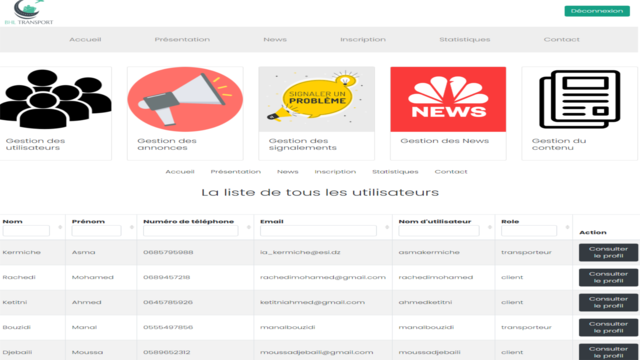 TRANSPORT
Déconnexion
Accueil Présentation News Inscription Statistiques Contact
SIGNALER UN
PROBLÈME
NEWS
Gestion des
utilisateurs
Gestion des
annonces
Gestion des
signalements
Gestion des News
Gestion du
contenu
Accueil Présentation News Inscription Statistiques Contact
La liste de tous les utilisateurs
Nom Prénom Numéro de téléphone Email Nom d'utilisateur Role Action
Kermiche Asma 0685795988 ia_kermiche@esi.dz asmakermiche transporteur Consulter
le profil
Rachedi Mohamed 0689457218 rachedimohamed@gmail.com rachedimohamed client Consulter
le profil
Ketitni Ahmed 0645785926 ketitniahmed@gmail.com ahmedketitni client Consulter
le profil
Bouzidi Manal 0555497856 manalbouzidi manalbouzidi transporteur Consulter
le profil
Djebaili Moussa 0589652312 moussadjebaili@gmail.com moussadjebaili client Consulter
le profil